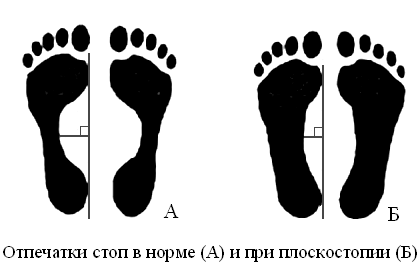 А
Б
Отпечатки стоп в норме (А) и при плоскостопии (Б)